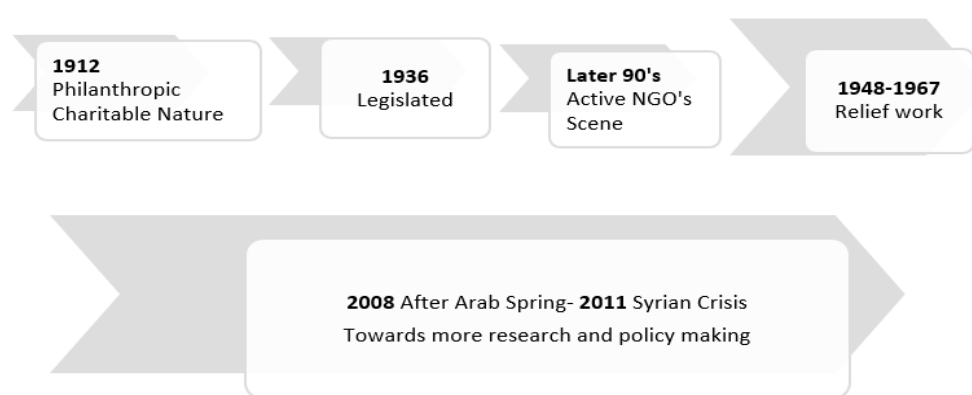 1912
Philanthropic
Charitable Nature
1936
Legislated
Later 90's
Active NGO's
Scene
1948-1967
Relief work
2008 After Arab Spring- 2011 Syrian Crisis
Towards more research and policy making